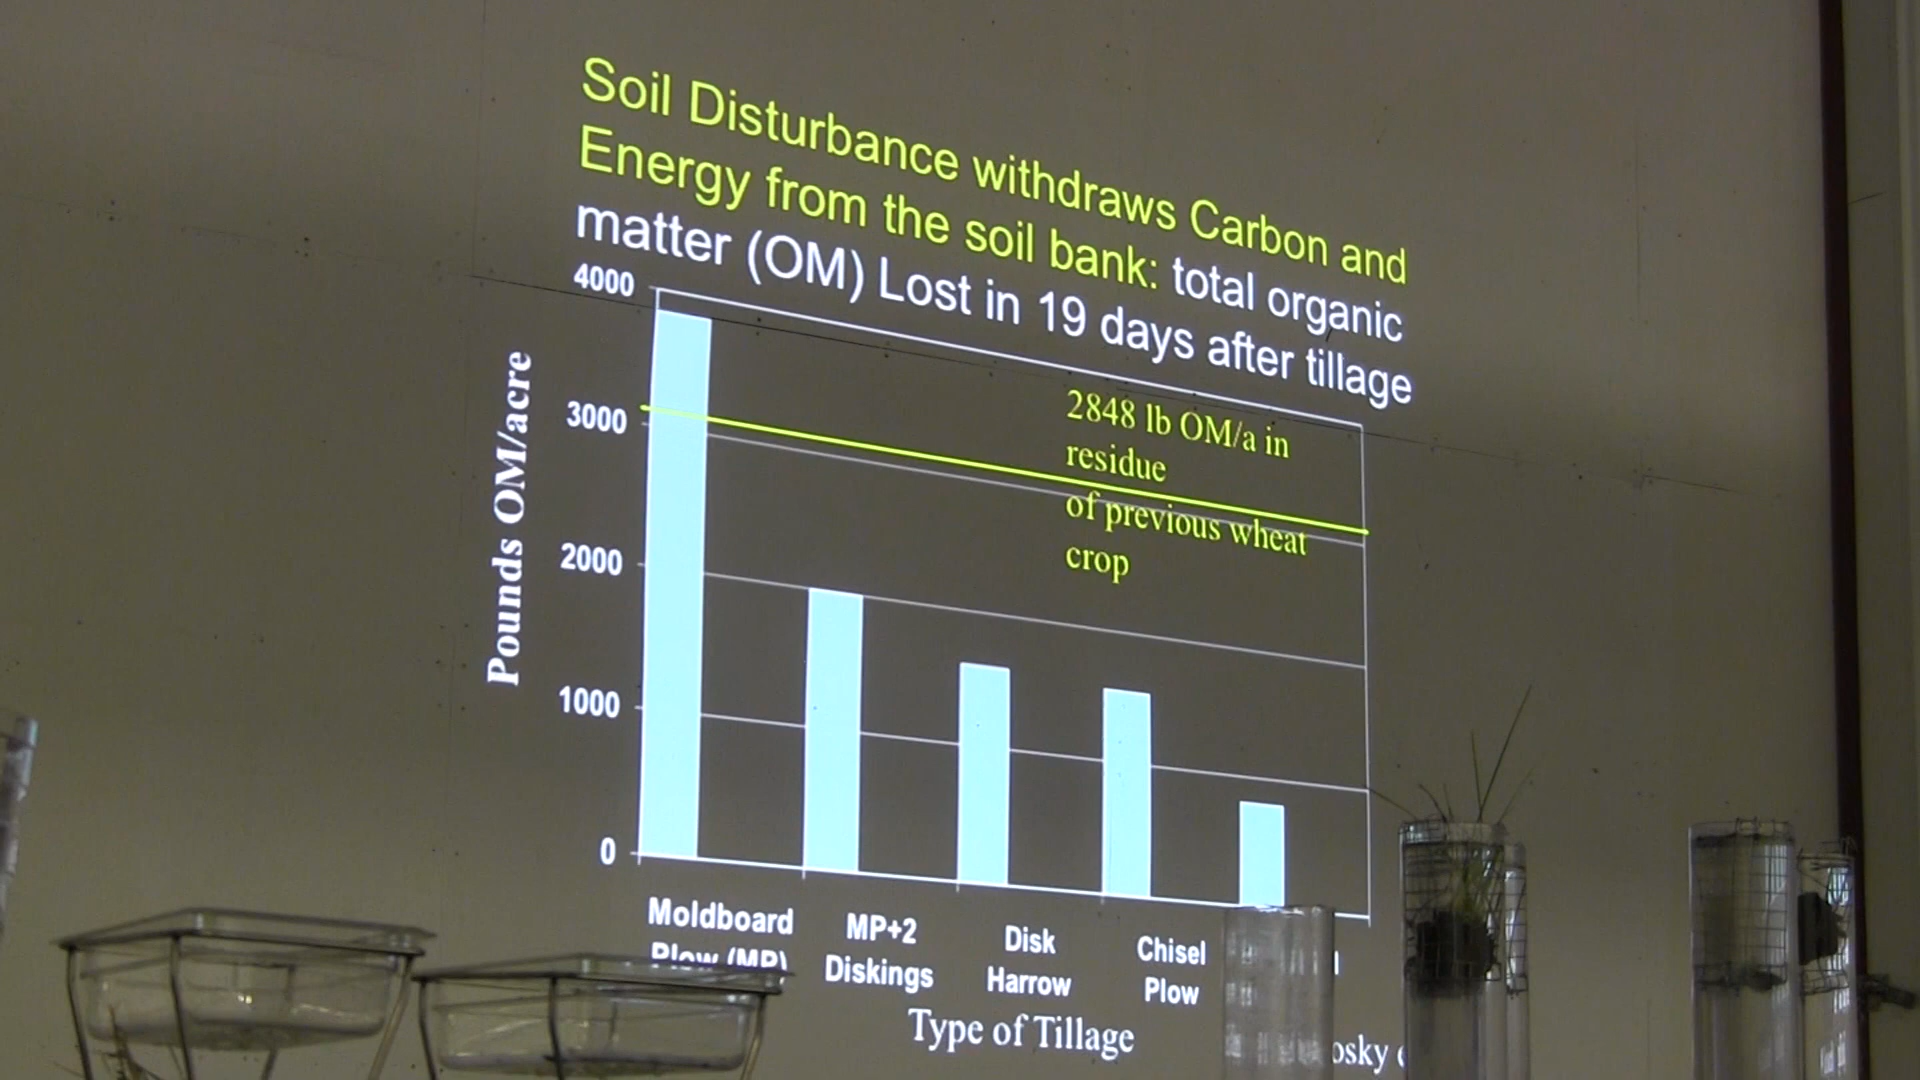 Soil Disturbance withdraws Carbon and
Energy from the soil bank: total organic
matter (OM) Lost in 19 days after tillage
4000
3000
2000
1000
0
Pounds OM/acre
2848 lb OM/a in
residue
of previous wheat
crop
Moldboard
Plow (MP)
MP+2
Diskings
Disk
Harrow
Chisel
Plow
Type of Tillage